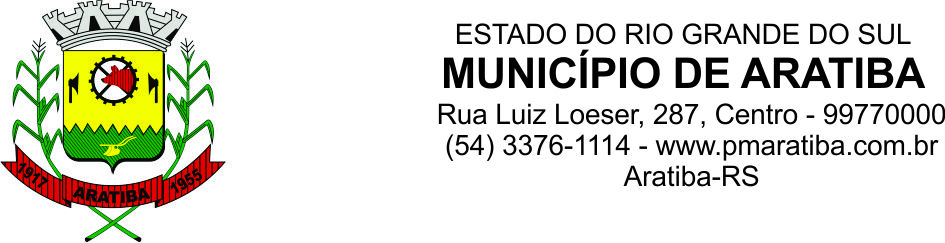 ESTADO DO RIO GRANDE DO SUL
MUNICÍPIO DE ARATIBA
Rua Luiz Loeser, 287, Centro - 99770000
(54) 3376-1114 - www.pmaratiba.com.br
Aratiba-RS
1917 ARATIBA 1955